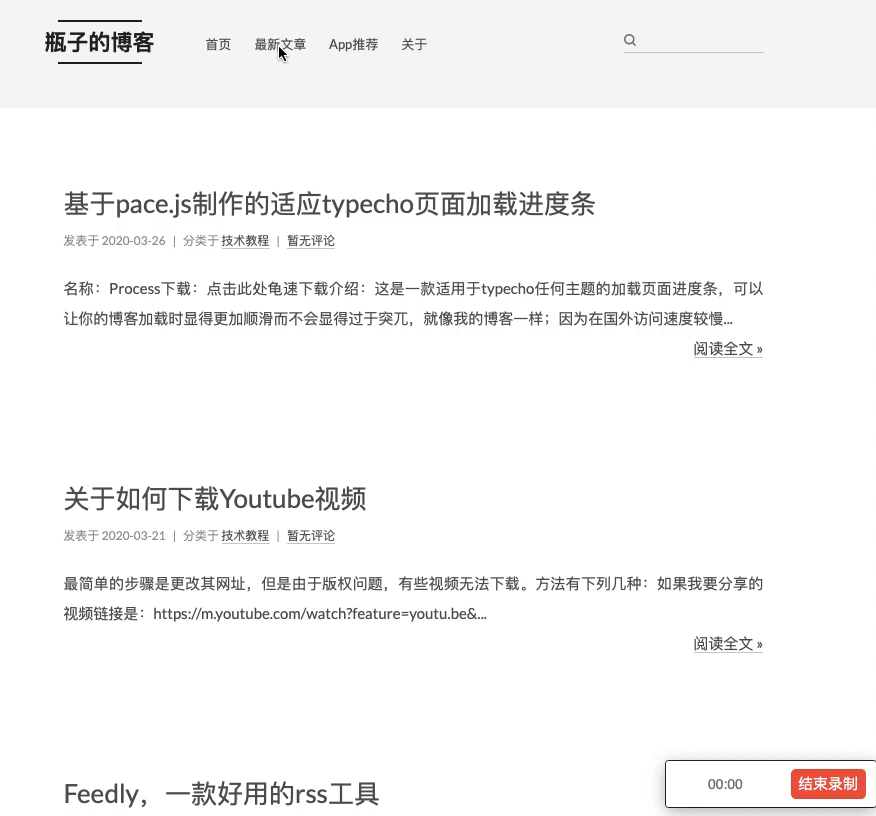 瓶子的博客
首页 最新文章 App推荐 关于
基于pace.js制作的适应typecho页面加载进度条
发表于 2020-03-26 | 分类于 技术教程 | 暂无评论
名称：Process下载：点击此处龟速下载介绍：这是一款适用于typecho任何主题的加载页面进度条，可以
让你的博客加载时显得更加顺滑而不会显得过于突兀，就像我的博客一样；因为在国外访问速度较慢...
阅读全文 »
关于如何下载Youtube视频
发表于 2020-03-21 | 分类于 技术教程 | 暂无评论
最简单的步骤是更改其网址，但是由于版权问题，有些视频无法下载。方法有下列几种：如果我要分享的
视频链接是：https://m.youtube.com/watch?feature=youtu.be&...
阅读全文 »
Feedly，一款好用的rss工具
00:00 结束录制